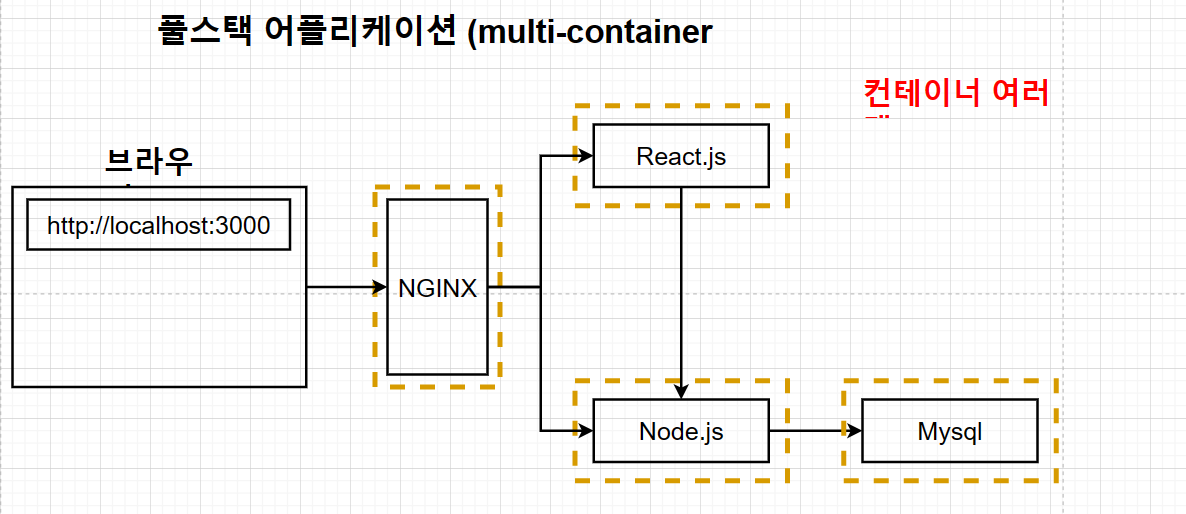 풀스택 어플리케이션 (multi-container
컨테이너 여러
브라우
http://localhost:3000
React.js
NGINX
Node.js
Mysql